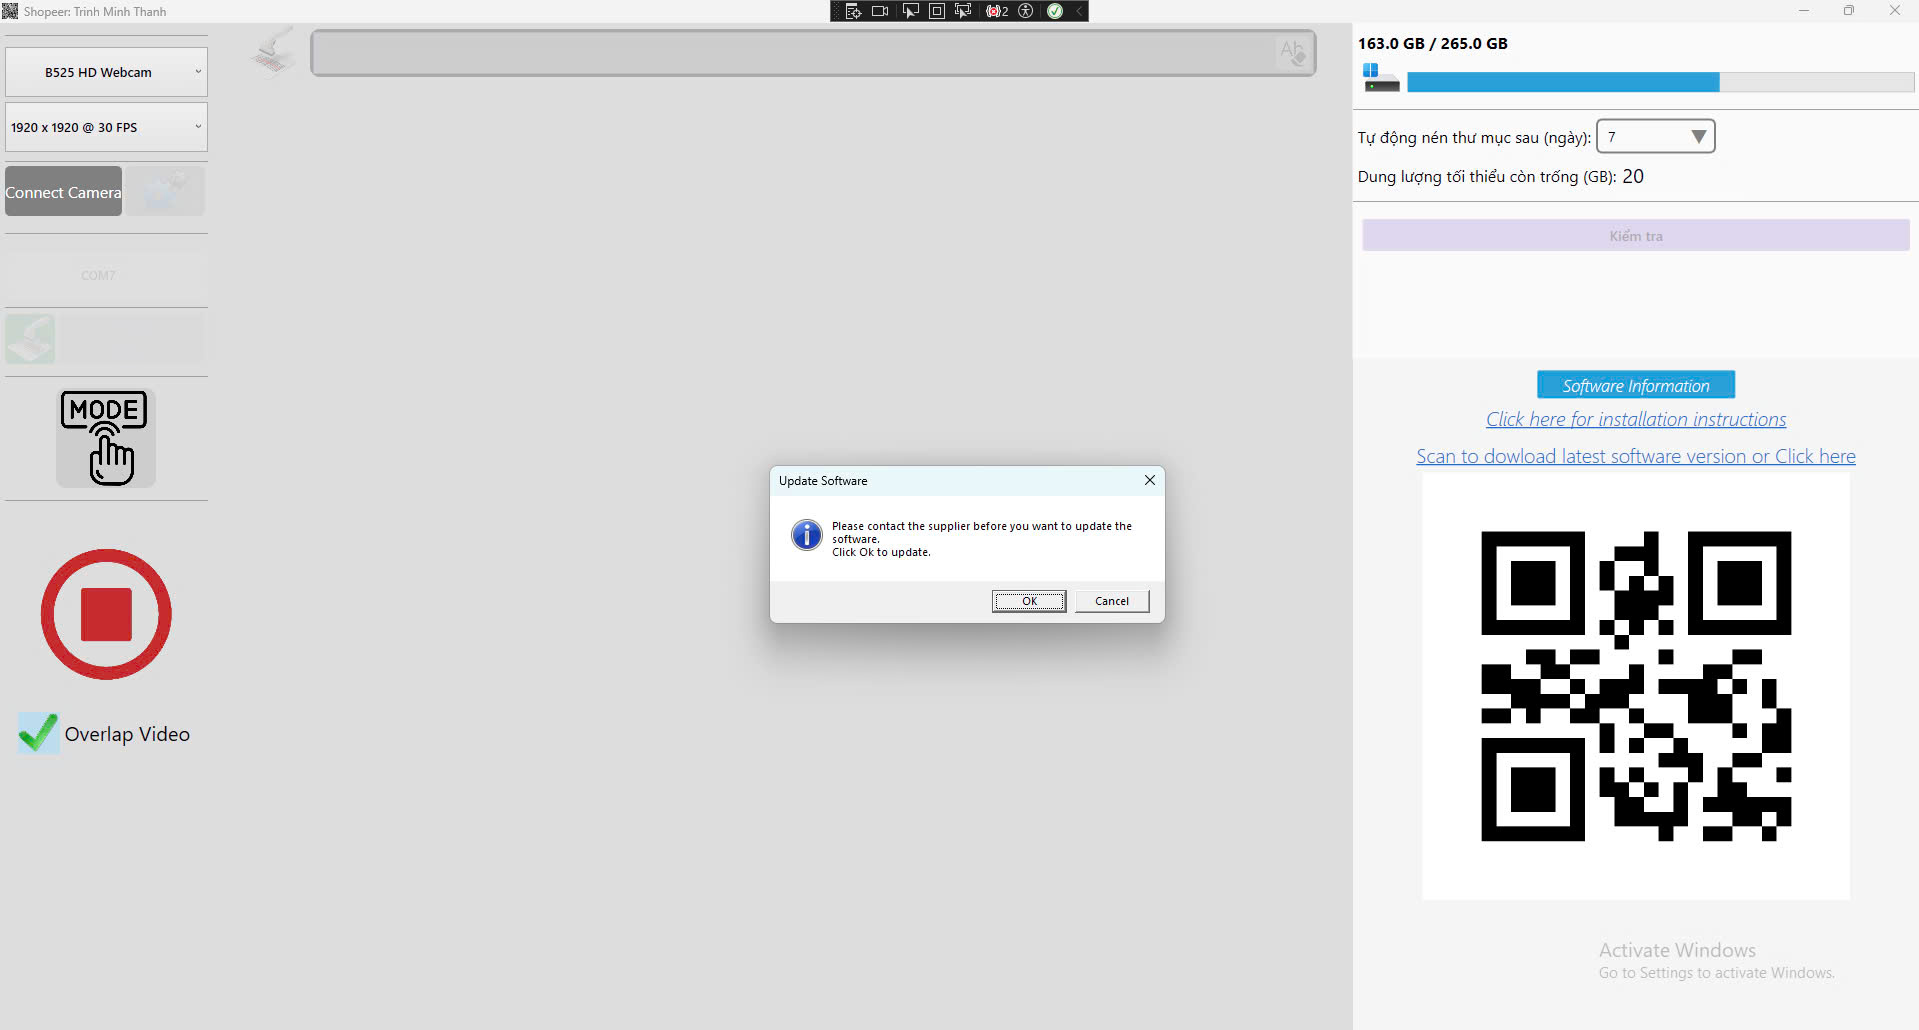 Shopeer: Trinh Minh Thanh
2
B525 HD Webcam
1920 x 1920 @ 30 FPS
Connect Camera
COM7
MODE
Overlap Video
Ab
Update Software
Please contact the supplier before you want to update the
software.
Click Ok to update.
OK
Cancel
163.0 GB / 265.0 GB
Tự động nén thư mục sau (ngày): 7
Dung lượng tối thiểu còn trống (GB): 20
Kiểm tra
Software Information
Click here for installation instructions
Scan to dowload latest software version or Click here
Activate Windows
Go to Settings to activate Windows.